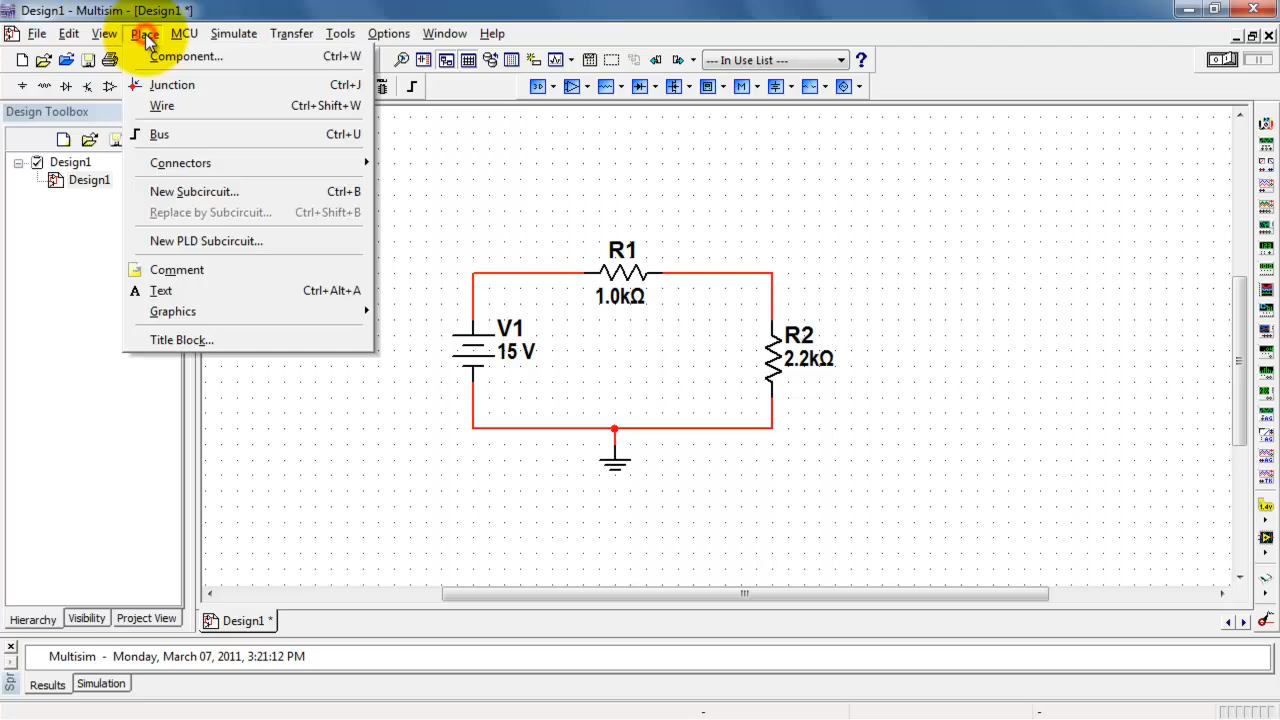 Design1 - Multisim - [Design1 *]
File Edit View Place MCU Simulate Transfer Tools Options Window Help
--- In Use List ---
Component... Ctrl+W
Junction Ctrl+J
Wire Ctrl+Shift+W
Bus Ctrl+U
Connectors
New Subcircuit... Ctrl+B
Replace by Subcircuit... Ctrl+Shift+B
New PLD Subcircuit...
Comment
Text Ctrl+Alt+A
Graphics
Title Block...
Design Toolbox
Design1
Design1
R1
1.0kΩ
V1
15 V
R2
2.2kΩ
Hierarchy Visibility Project View
Design1 *
Multisim - Monday, March 07, 2011, 3:21:12 PM
Spr
Results Simulation